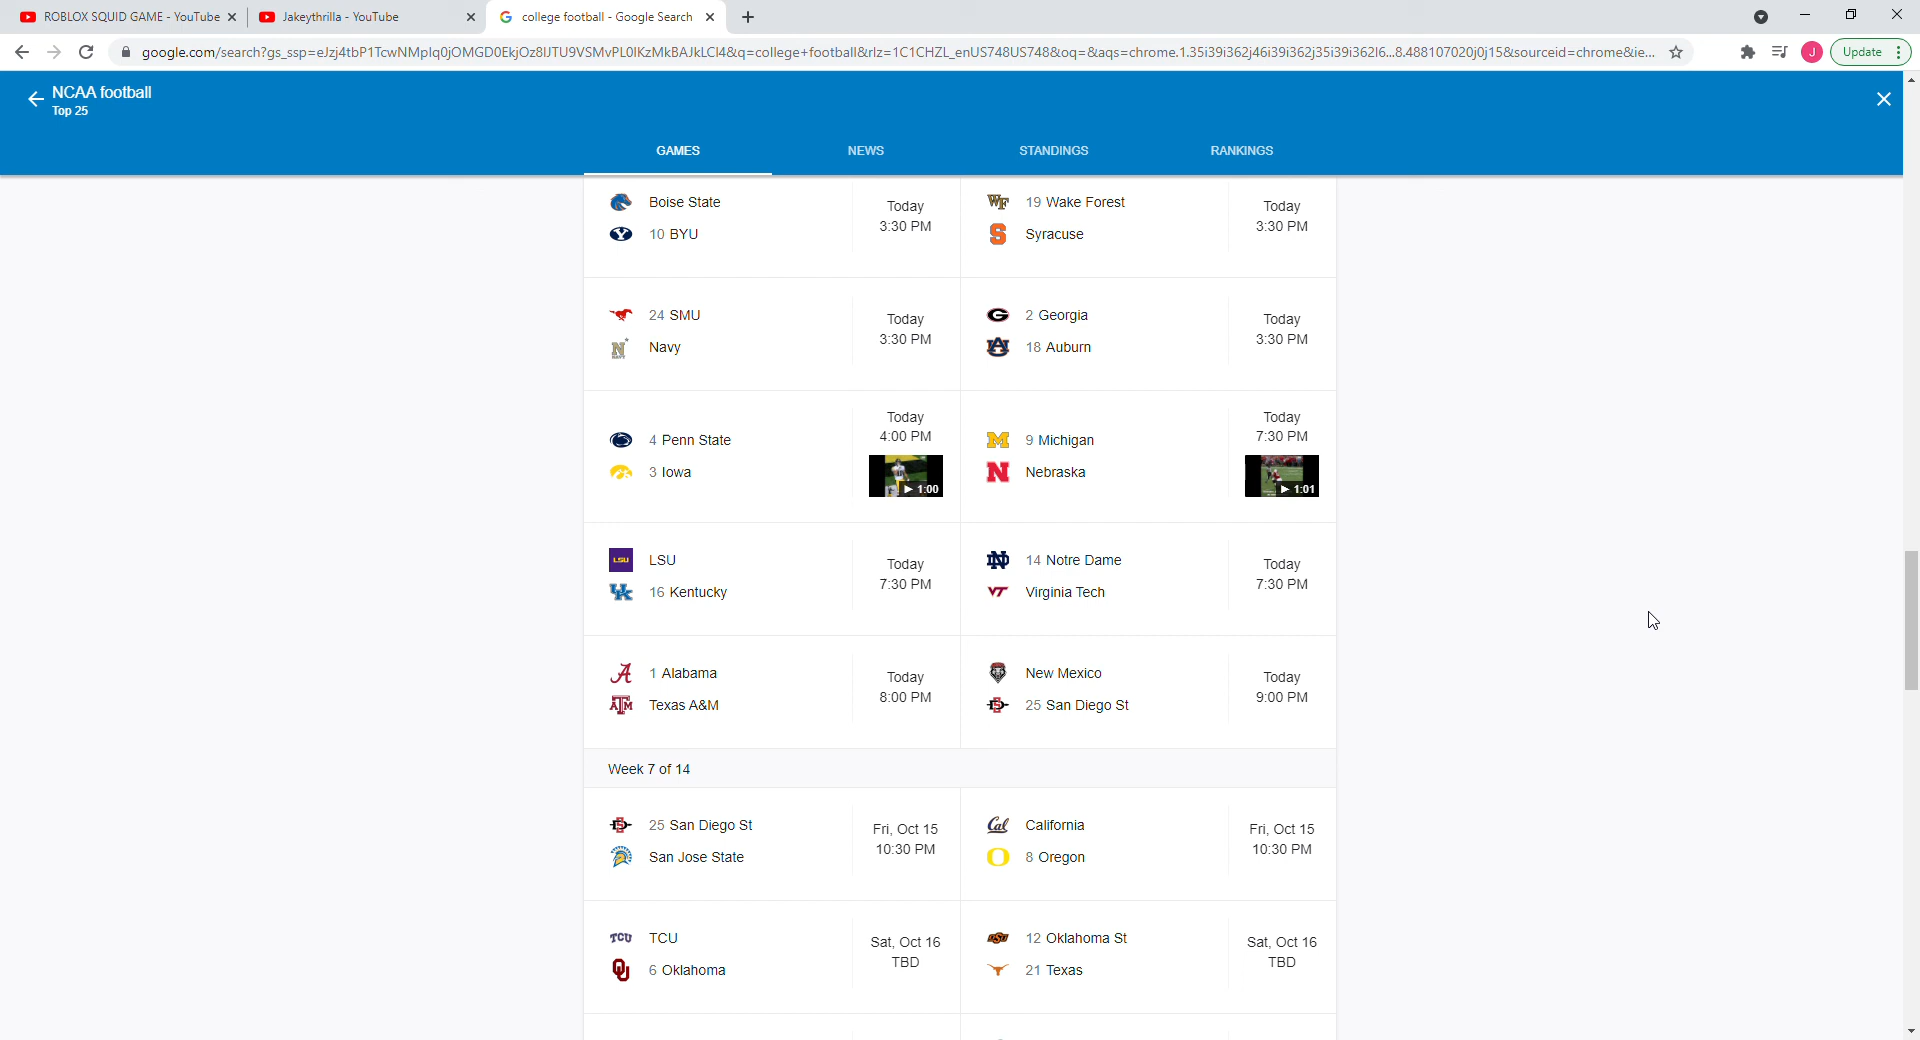 ROBLOX SQUID GAME - YouTube
Jakeythrilla - YouTube
college football - Google Search
Update
NCAA football
Top 25
GAMES
NEWS
STANDINGS
RANKINGS
Boise State
10 BYU
Today
3:30 PM
19 Wake Forest
Syracuse
Today
3:30 PM
24 SMU
Navy
Today
3:30 PM
2 Georgia
18 Auburn
Today
3:30 PM
4 Penn State
3 Iowa
Today
4:00 PM
1:00
9 Michigan
Nebraska
Today
7:30 PM
1:01
LSU
LSU
16 Kentucky
Today
7:30 PM
14 Notre Dame
Virginia Tech
Today
7:30 PM
1 Alabama
Texas A&M
Today
8:00 PM
New Mexico
25 San Diego St
Today
9:00 PM
Week 7 of 14
25 San Diego St
San Jose State
Fri, Oct 15
10:30 PM
California
8 Oregon
Fri, Oct 15
10:30 PM
TCU
TCU
6 Oklahoma
Sat, Oct 16
TBD
12 Oklahoma St
21 Texas
Sat, Oct 16
TBD